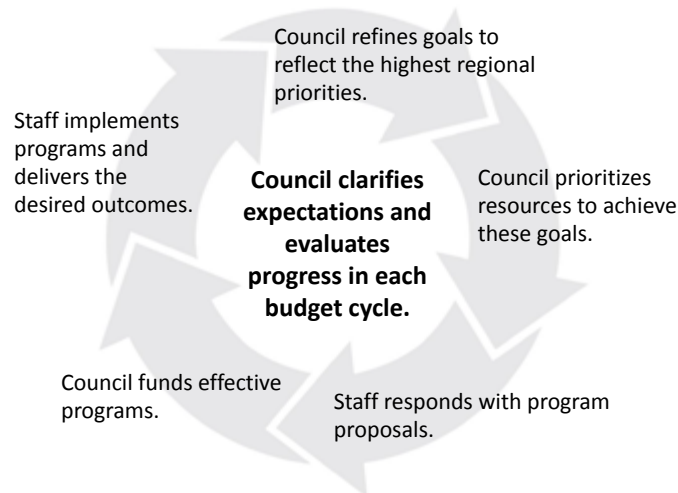 Council refines goals to
reflect the highest regional
priorities.
Staff implements
programs and
delivers the
desired outcomes.
Council clarifies
expectations and
evaluates
progress in each
budget cycle.
Council prioritizes
resources to achieve
these goals.
Council funds effective
programs.
Staff responds with program
proposals.